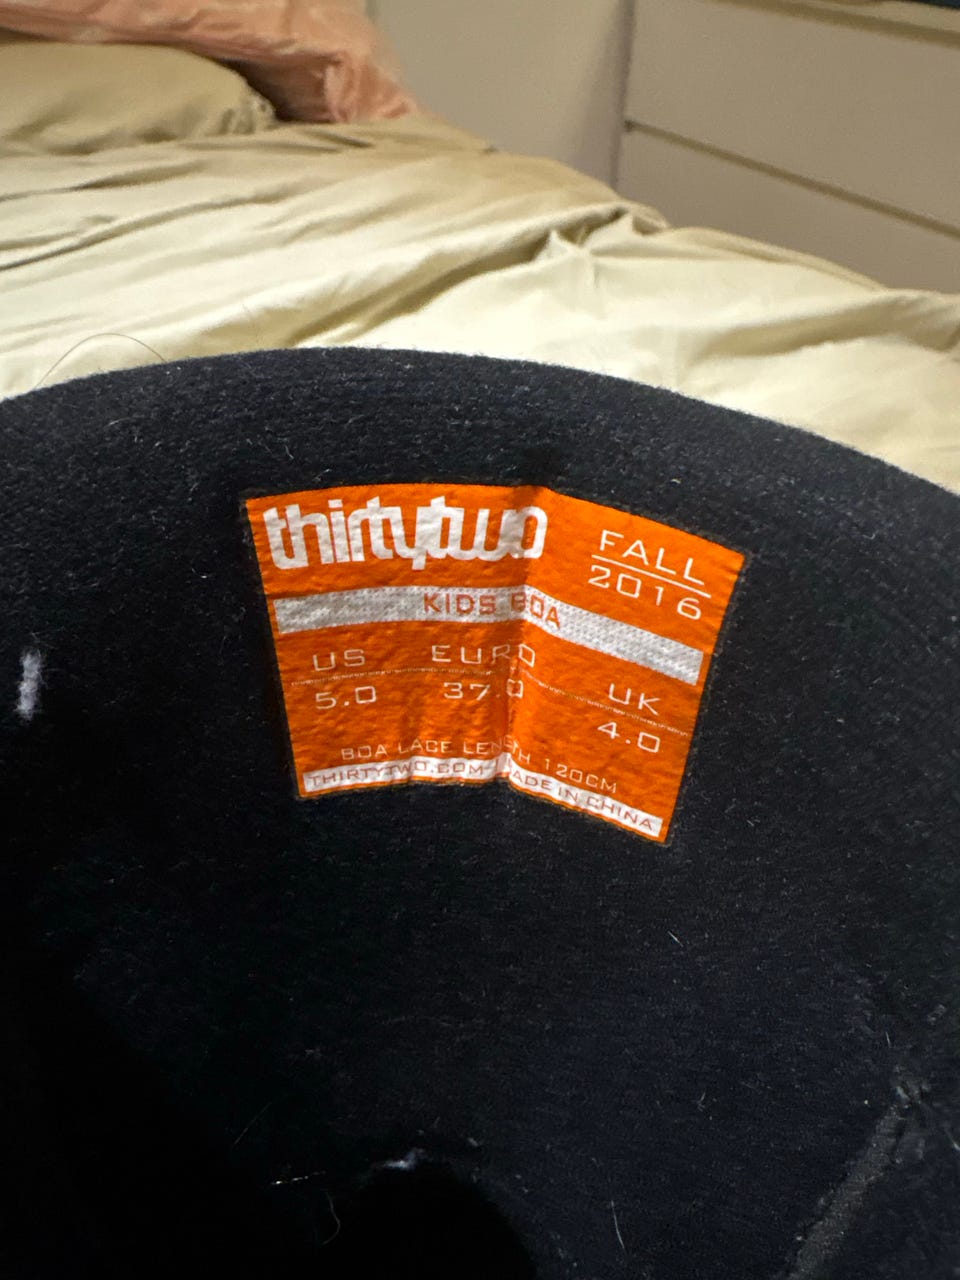 thirtytwo
FALL
2016
KIDS BOA
US EURO UK
5.0 37.0 4.0
BOA LACE LENGTH 120CM
THIRTYTWO.COM MADE IN CHINA